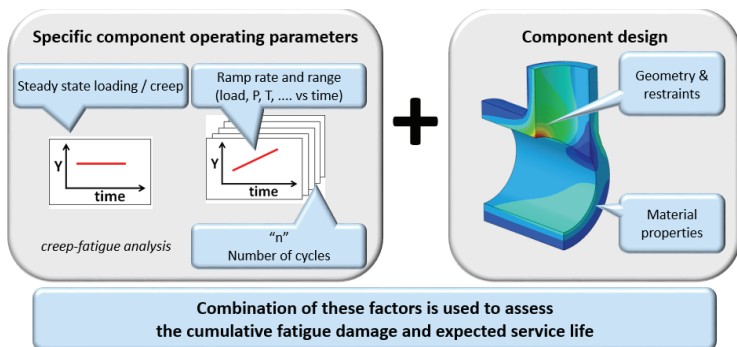 Specific component operating parameters
Steady state loading / creep
Ramp rate and range
(load, P, T, .... vs time)
Y
time
Y
time
creep-fatigue analysis
“n”
Number of cycles
+
Component design
Geometry &
restraints
Material
properties
Combination of these factors is used to assess
the cumulative fatigue damage and expected service life